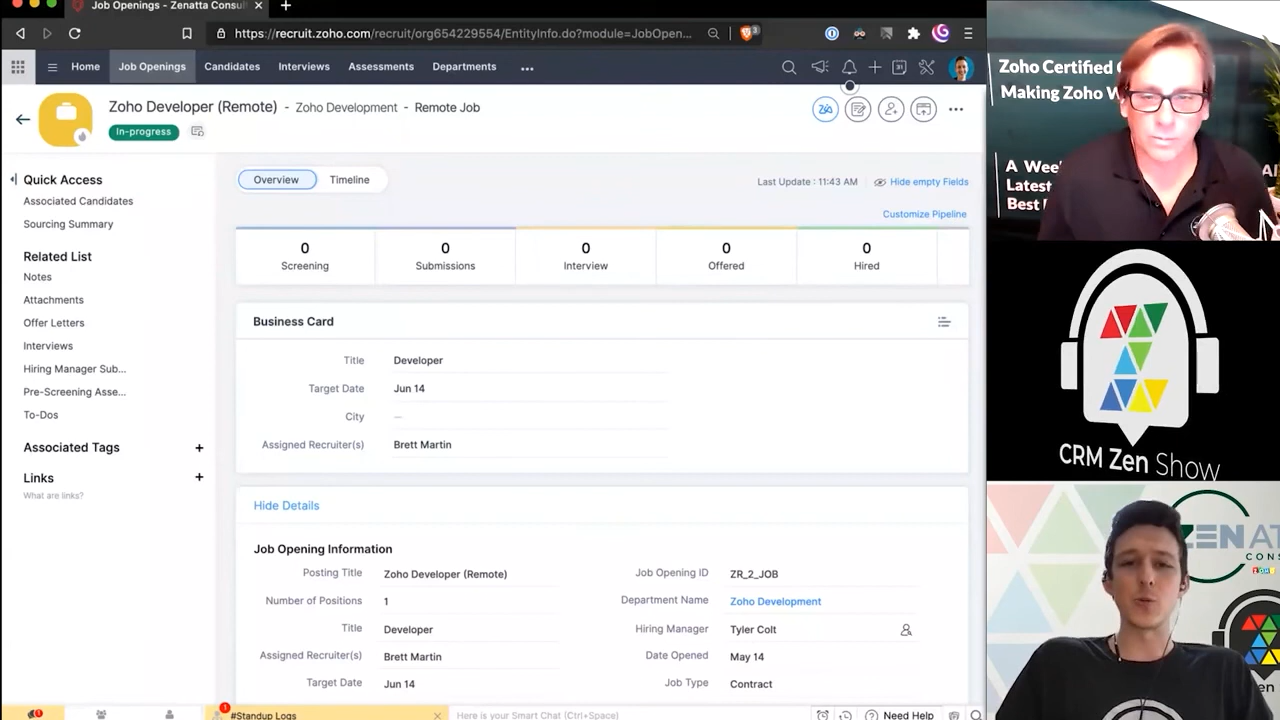 Job Openings - Zenatta Consul
https://recruit.zoho.com/recruit/org654229554/EntityInfo.do?module=JobOpen...
3
Home
Job Openings
Candidates
Interviews
Assessments
Departments
31
Zoho Developer (Remote) - Zoho Development - Remote Job
In-progress
Quick Access
Associated Candidates
Sourcing Summary
Related List
Notes
Attachments
Offer Letters
Interviews
Hiring Manager Sub...
Pre-Screening Asse...
To-Dos
Associated Tags +
Links +
What are links?
Overview
Timeline
Last Update : 11:43 AM
Hide empty Fields
Customize Pipeline
0 Screening
0 Submissions
0 Interview
0 Offered
0 Hired
Business Card
Title Developer
Target Date Jun 14
City —
Assigned Recruiter(s) Brett Martin
Hide Details
Job Opening Information
Posting Title Zoho Developer (Remote)
Job Opening ID ZR_2_JOB
Number of Positions 1
Department Name Zoho Development
Title Developer
Hiring Manager Tyler Colt
Assigned Recruiter(s) Brett Martin
Date Opened May 14
Target Date Jun 14
Job Type Contract
1
1
#Standup Logs
Here is your Smart Chat (Ctrl+Space)
Need Help
Zoho Certified
Making Zoho W
A Wee
Latest
Best
CRM Zen Show
ZENAT
CONS